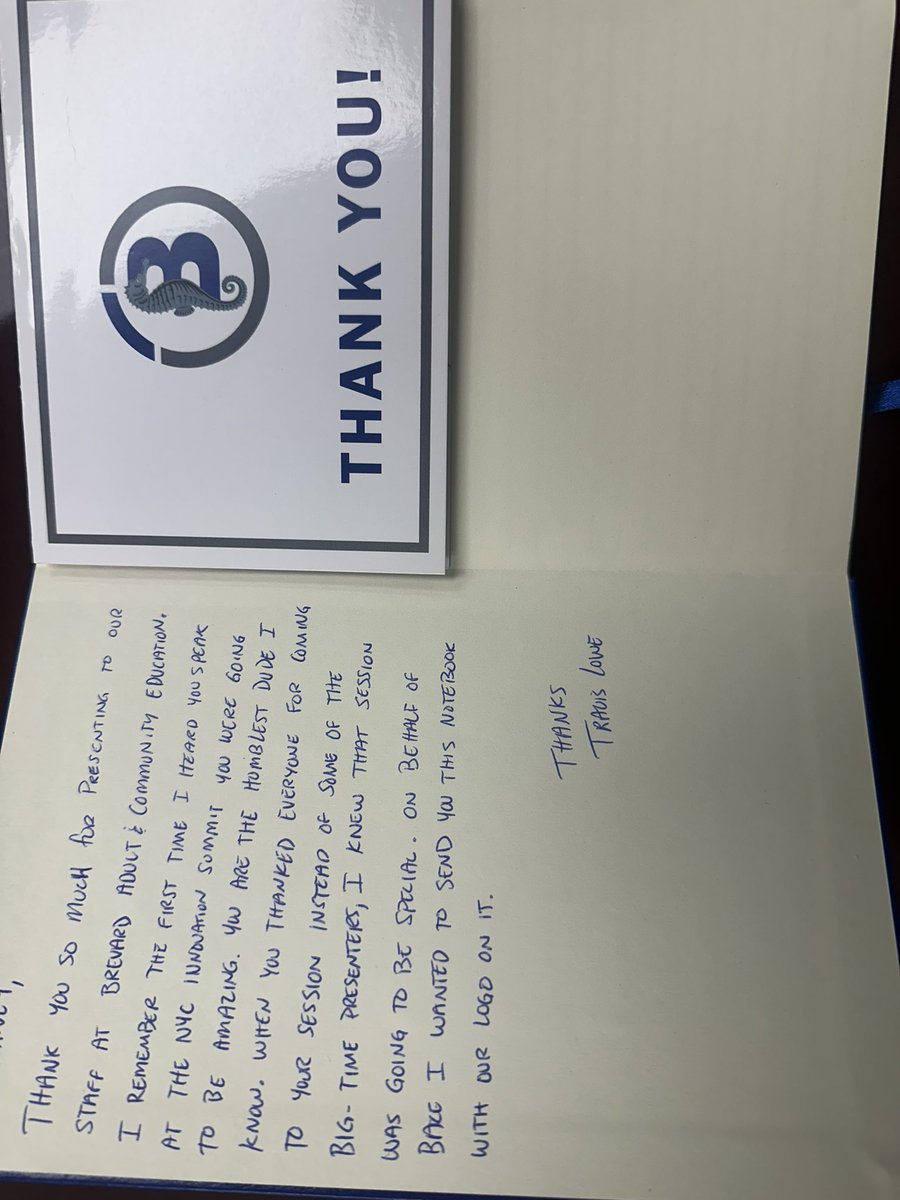 THANK YOU SO MUCH FOR PRESENTING TO OUR
STAFF AT BREVARD ADULT & COMMUNITY EDUCATION.
I REMEMBER THE FIRST TIME I HEARD YOU SPEAK
AT THE NYC INNOVATION SUMMIT YOU WERE GOING
TO BE AMAZING. YOU ARE THE HUMBLEST DUDE I
KNOW. WHEN YOU THANKED EVERYONE FOR COMING
TO YOUR SESSION INSTEAD OF SOME OF THE
BIG-TIME PRESENTERS, I KNEW THAT SESSION
WAS GOING TO BE SPECIAL. ON BEHALF OF
BACE I WANTED TO SEND YOU THIS NOTEBOOK
WITH OUR LOGO ON IT.
THANKS
TRAVIS LOWE
B
THANK YOU!